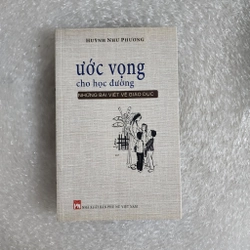 HUỲNH NHƯ PHƯƠNG
ước vọng
cho học đường
NHỮNG BÀI VIẾT VỀ GIÁO DỤC